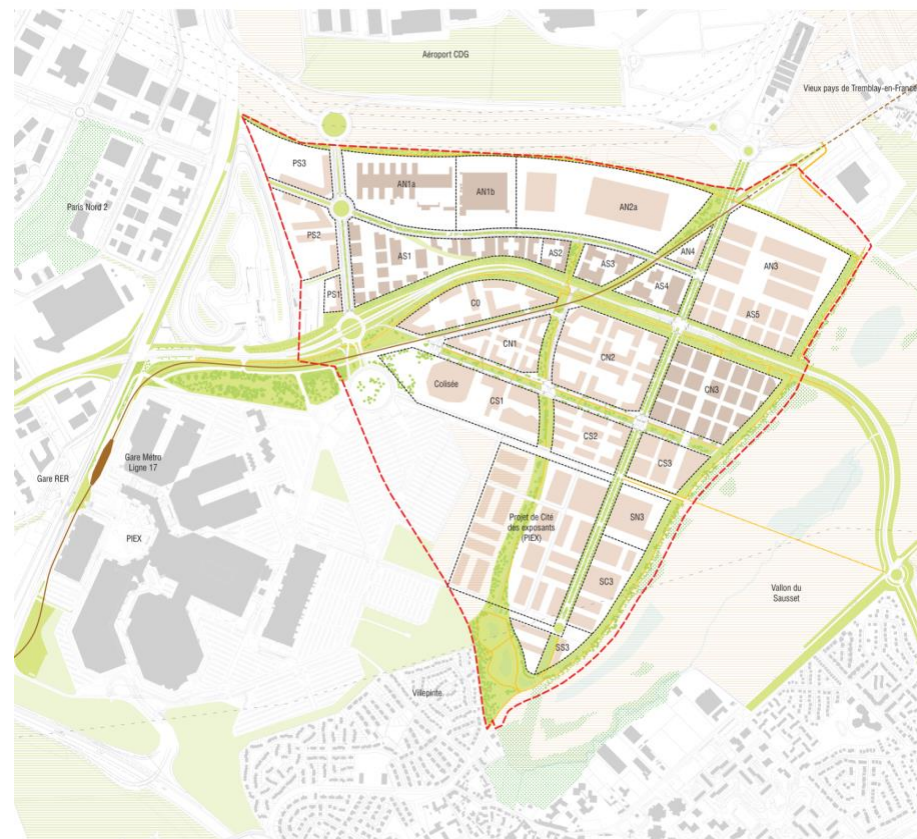 Aéroport CDG
Vieux pays de Tremblay-en-France
PS3
AN1a
AN1b
AN2a
Paris Nord 2
PS2
AS1
AS2
AS3
AN4
AN3
AS4
PS1
C0
AS5
CN1
CN2
Colisée
CN3
CS1
CS2
CS3
Gare Métro
Ligne 17
Gare RER
SN3
Projet de Cité
des exposants
(PIEX)
PIEX
SC3
Vallon du
Sausset
SS3
Villepinte